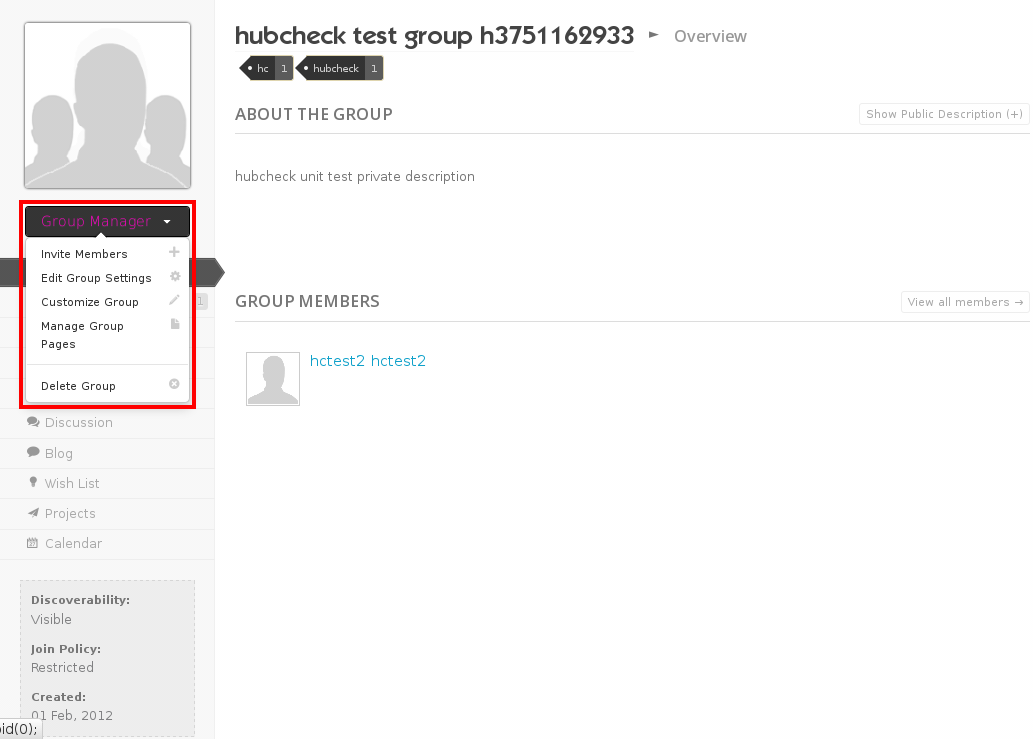 hubcheck test group h3751162933 ► Overview
hc 1 hubcheck 1
ABOUT THE GROUP
Show Public Description (+)
hubcheck unit test private description
GROUP MEMBERS
View all members →
hctest2 hctest2
Group Manager
Invite Members
Edit Group Settings
Customize Group
1
Manage Group
Pages
Delete Group
Discussion
Blog
Wish List
Projects
Calendar
Discoverability:
Visible
Join Policy:
Restricted
Created:
01 Feb, 2012
id(0);